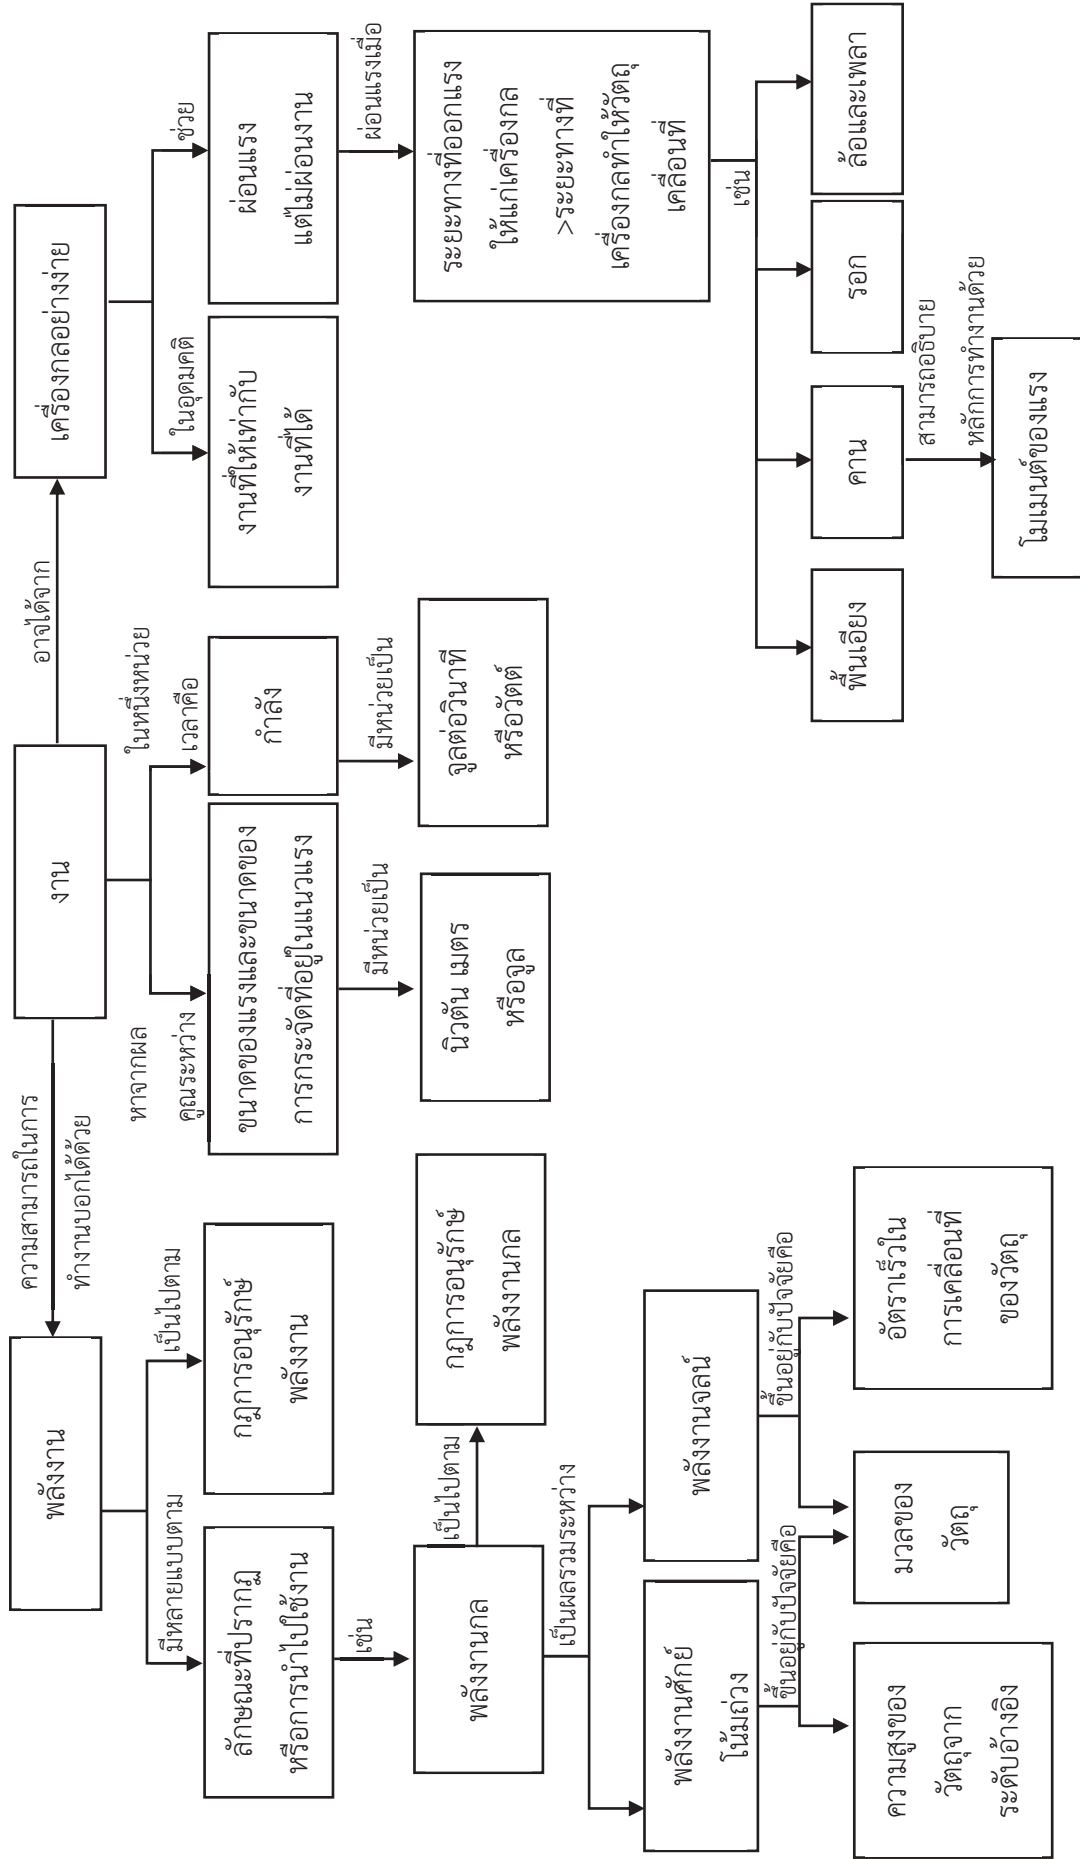 งาน
ความสามารถในการ
ทำงานบอกได้ด้วย
อาจได้จาก
พลังงาน
มีหลายแบบตาม
เป็นไปตาม
ลักษณะที่ปรากฏ
หรือการนำไปใช้งาน
กฎการอนุรักษ์
พลังงาน
เช่น
พลังงานกล
เป็นไปตาม
กฎการอนุรักษ์
พลังงานกล
เป็นผลรวมระหว่าง
พลังงานศักย์
โน้มถ่วง
พลังงานจลน์
ขึ้นอยู่กับปัจจัยคือ
ขึ้นอยู่กับปัจจัยคือ
ความสูงของ
วัตถุจาก
ระดับอ้างอิง
มวลของ
วัตถุ
อัตราเร็วใน
การเคลื่อนที่
ของวัตถุ
หาจากผล
คูณระหว่าง
ในหนึ่งหน่วย
เวลาคือ
ขนาดของแรงและขนาดของ
การกระจัดที่อยู่ในแนวแรง
กำลัง
มีหน่วยเป็น
มีหน่วยเป็น
นิวตัน เมตร
หรือจูล
จูลต่อวินาที
หรือวัตต์
เครื่องกลอย่างง่าย
ในอุดมคติ
ช่วย
งานที่ให้เท่ากับ
งานที่ได้
ผ่อนแรง
แต่ไม่ผ่อนงาน
ผ่อนแรงเมื่อ
ระยะทางที่ออกแรง
ให้แก่เครื่องกล
>ระยะทางที่
เครื่องกลทำให้วัตถุ
เคลื่อนที่
เช่น
พื้นเอียง
คาน
รอก
ล้อและเพลา
สามารถอธิบาย
หลักการทำงานด้วย
โมเมนต์ของแรง